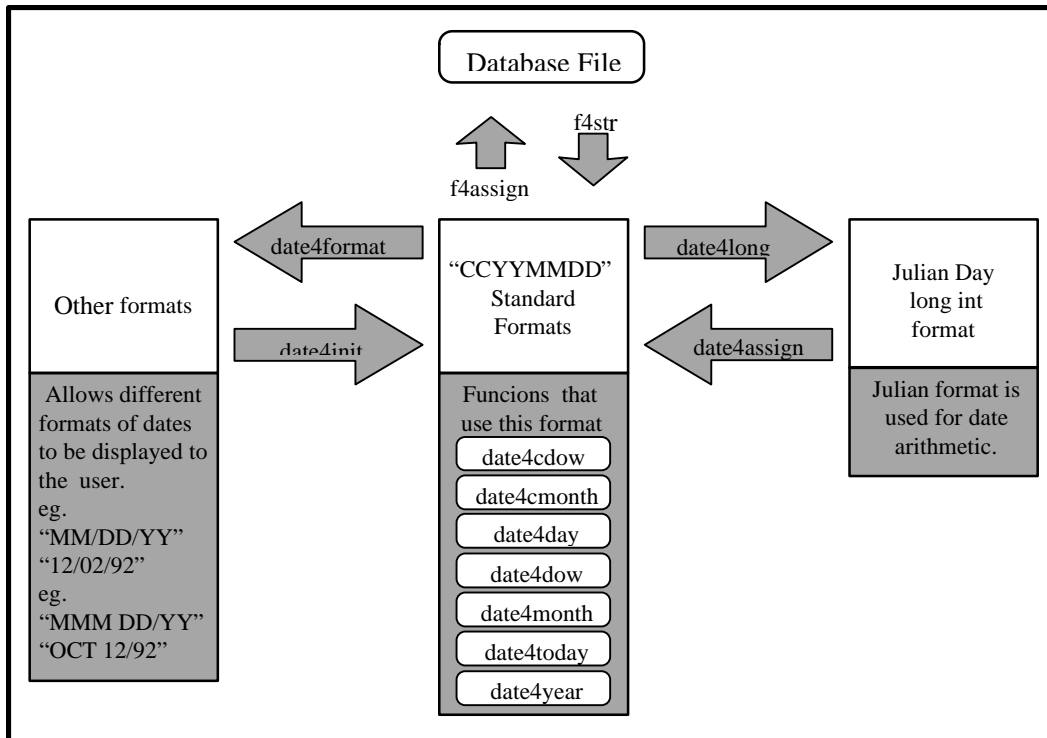 Database File
f4str
f4assign
date4format
date4long
Other formats
“CCYYMMDD”
Standard
Formats
Julian Day
long int
format
date4init
date4assign
Allows different
formats of dates
to be displayed to
the user.
eg.
“MM/DD/YY”
“12/02/92”
eg.
“MMM DD/YY”
“OCT 12/92”
Funcions that
use this format
date4cdow
date4cmonth
date4day
date4dow
date4month
date4today
date4year
Julian format is
used for date
arithmetic.